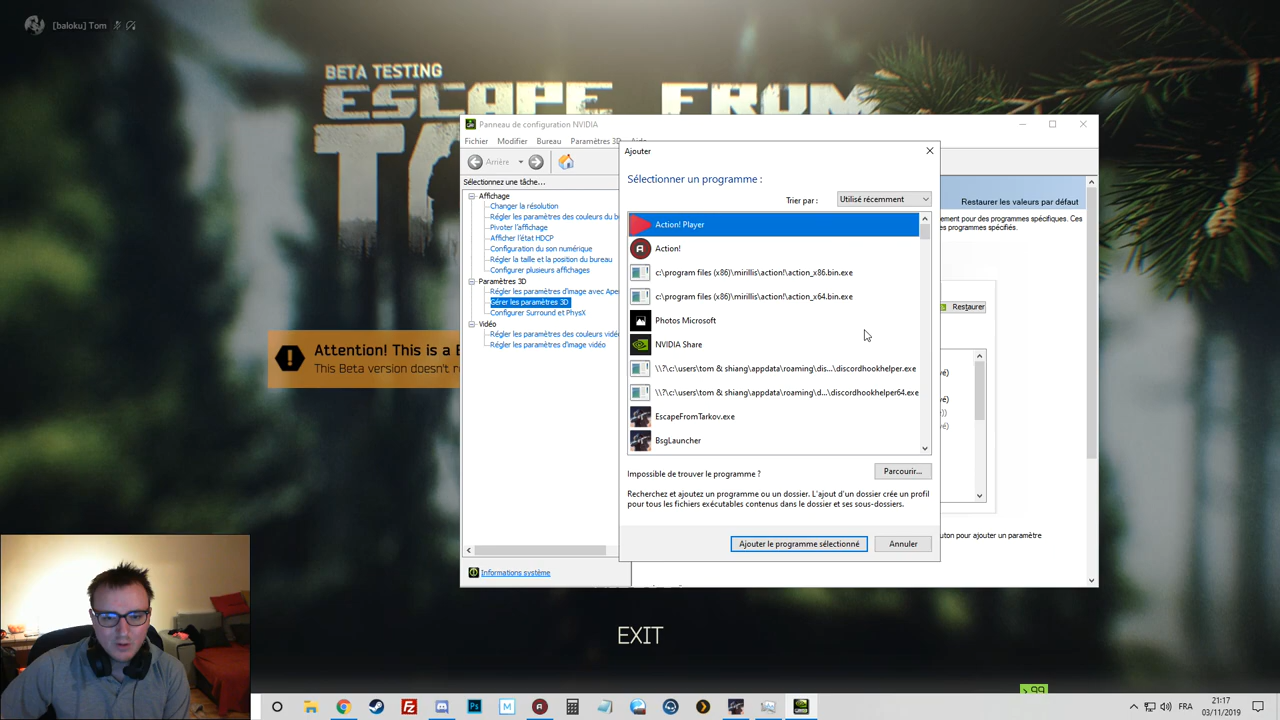 [baloku] Tom
BETA TESTING
ESCAPE FROM
Panneau de configuration NVIDIA
Fichier Modifier Bureau Paramètres 3D Aide
Arrière
Sélectionnez une tâche...
Affichage
Changer la résolution
Régler les paramètres des couleurs du b
Pivoter l'affichage
Afficher l'état HDCP
Configuration du son numérique
Régler la taille et la position du bureau
Configurer plusieurs affichages
Paramètres 3D
Régler les paramètres d'image avec Ape
Gérer les paramètres 3D
Configurer Surround et PhysX
Vidéo
Régler les paramètres des couleurs vidé
Régler les paramètres d'image vidéo
Informations système
Ajouter
Sélectionner un programme :
Trier par : Utilisé récemment
Action! Player
Action!
c:\program files (x86)\mirillis\action!\action_x86.bin.exe
c:\program files (x86)\mirillis\action!\action_x64.bin.exe
Photos Microsoft
NVIDIA Share
\\?\c:\users\tom & shiang\appdata\roaming\dis...\discordhookhelper.exe
\\?\c:\users\tom & shiang\appdata\roaming\d...\discordhookhelper64.exe
EscapeFromTarkov.exe
BsgLauncher
Impossible de trouver le programme ?
Parcourir...
Recherchez et ajoutez un programme ou un dossier. L'ajout d'un dossier crée un profil
pour tous les fichiers exécutables contenus dans le dossier et ses sous-dossiers.
Ajouter le programme sélectionné
Annuler
Restaurer les valeurs par défaut
ement pour des programmes spécifiques. Ces
es programmes spécifiés.
Restaurer
vé)
vé)
é))
vé)
uton pour ajouter un paramètre
Attention! This is a B
This Beta version doesn't r
EXIT
>99
FRA
21:17
03/11/2019